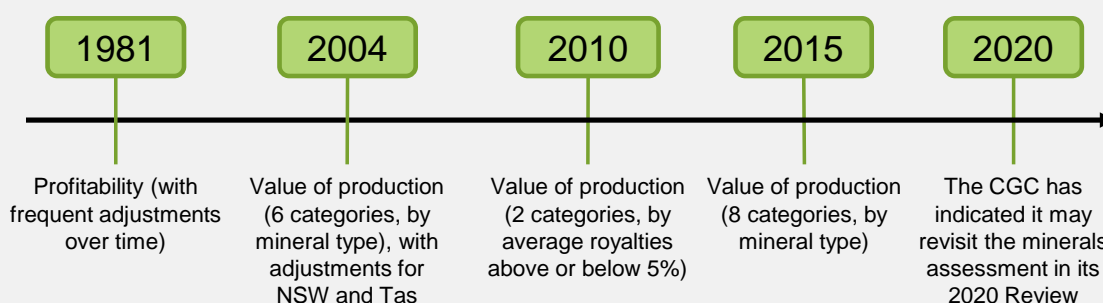 1981
2004
2010
2015
2020
Profitability (with
frequent adjustments
over time)
Value of production
(6 categories, by
mineral type), with
adjustments for
NSW and Tas
Value of production
(2 categories, by
average royalties
above or below 5%)
Value of production
(8 categories, by
mineral type)
The CGC has
indicated it may
revisit the minerals
assessment in its
2020 Review